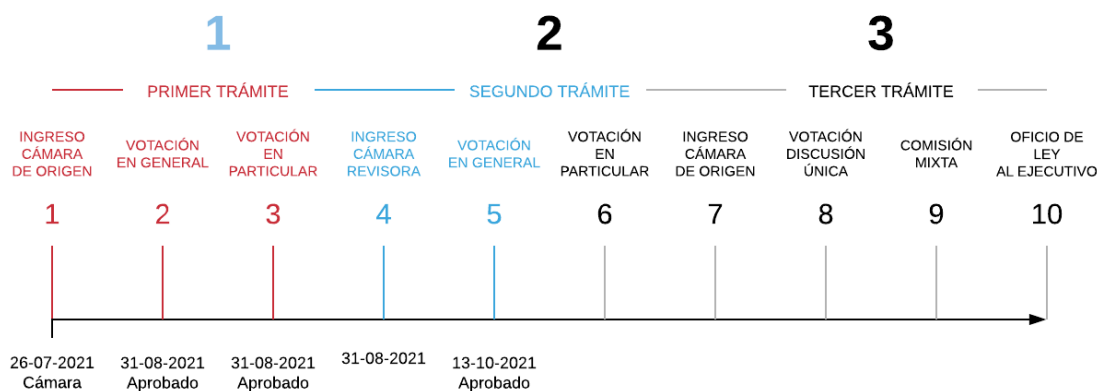 1 2 3
PRIMER TRÁMITE SEGUNDO TRÁMITE TERCER TRÁMITE
INGRESO
CÁMARA
DE ORIGEN
VOTACIÓN
EN GENERAL
VOTACIÓN
EN
PARTICULAR
INGRESO
CÁMARA
REVISORA
VOTACIÓN
EN GENERAL
VOTACIÓN
EN
PARTICULAR
INGRESO
CÁMARA
DE ORIGEN
VOTACIÓN
DISCUSIÓN
ÚNICA
COMISIÓN
MIXTA
OFICIO DE
LEY
AL EJECUTIVO
1 2 3 4 5 6 7 8 9 10
26-07-2021
Cámara
31-08-2021
Aprobado
31-08-2021
Aprobado
31-08-2021
13-10-2021
Aprobado